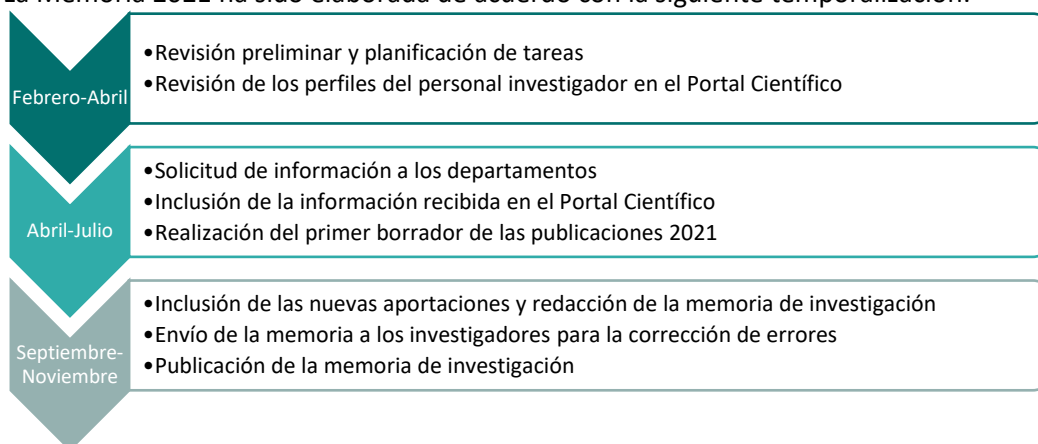 La Memoria 2021 ha sido elaborada de acuerdo con la siguiente temporalización:
Febrero-Abril
•Revisión preliminar y planificación de tareas
•Revisión de los perfiles del personal investigador en el Portal Científico
Abril-Julio
•Solicitud de información a los departamentos
•Inclusión de la información recibida en el Portal Científico
•Realización del primer borrador de las publicaciones 2021
Septiembre-
Noviembre
•Inclusión de las nuevas aportaciones y redacción de la memoria de investigación
•Envío de la memoria a los investigadores para la corrección de errores
•Publicación de la memoria de investigación